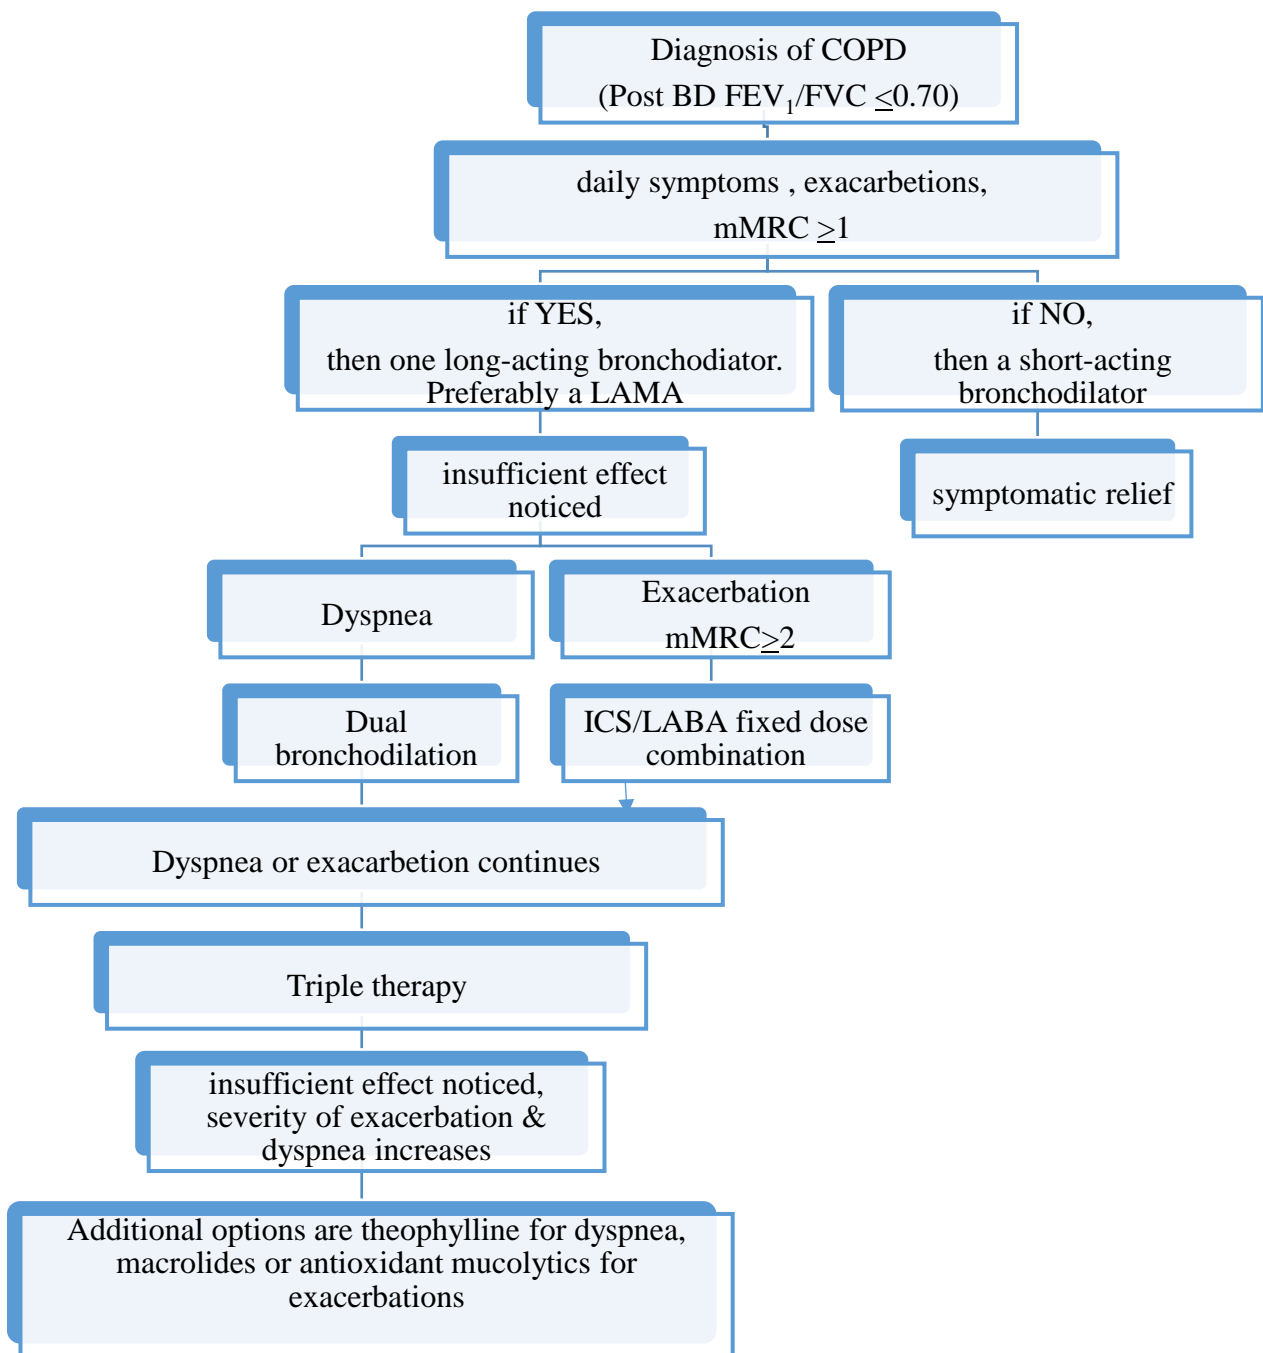 Diagnosis of COPD
(Post BD FEV₁/FVC ≤0.70)
daily symptoms , exacarbetions,
mMRC ≥1
if YES,
then one long-acting bronchodiator.
Preferably a LAMA
if NO,
then a short-acting
bronchodilator
insufficient effect
noticed
symptomatic relief
Dyspnea
Exacerbation
mMRC≥2
Dual
bronchodilation
ICS/LABA fixed dose
combination
Dyspnea or exacarbetion continues
Triple therapy
insufficient effect noticed,
severity of exacerbation &
dyspnea increases
Additional options are theophylline for dyspnea,
macrolides or antioxidant mucolytics for
exacerbations